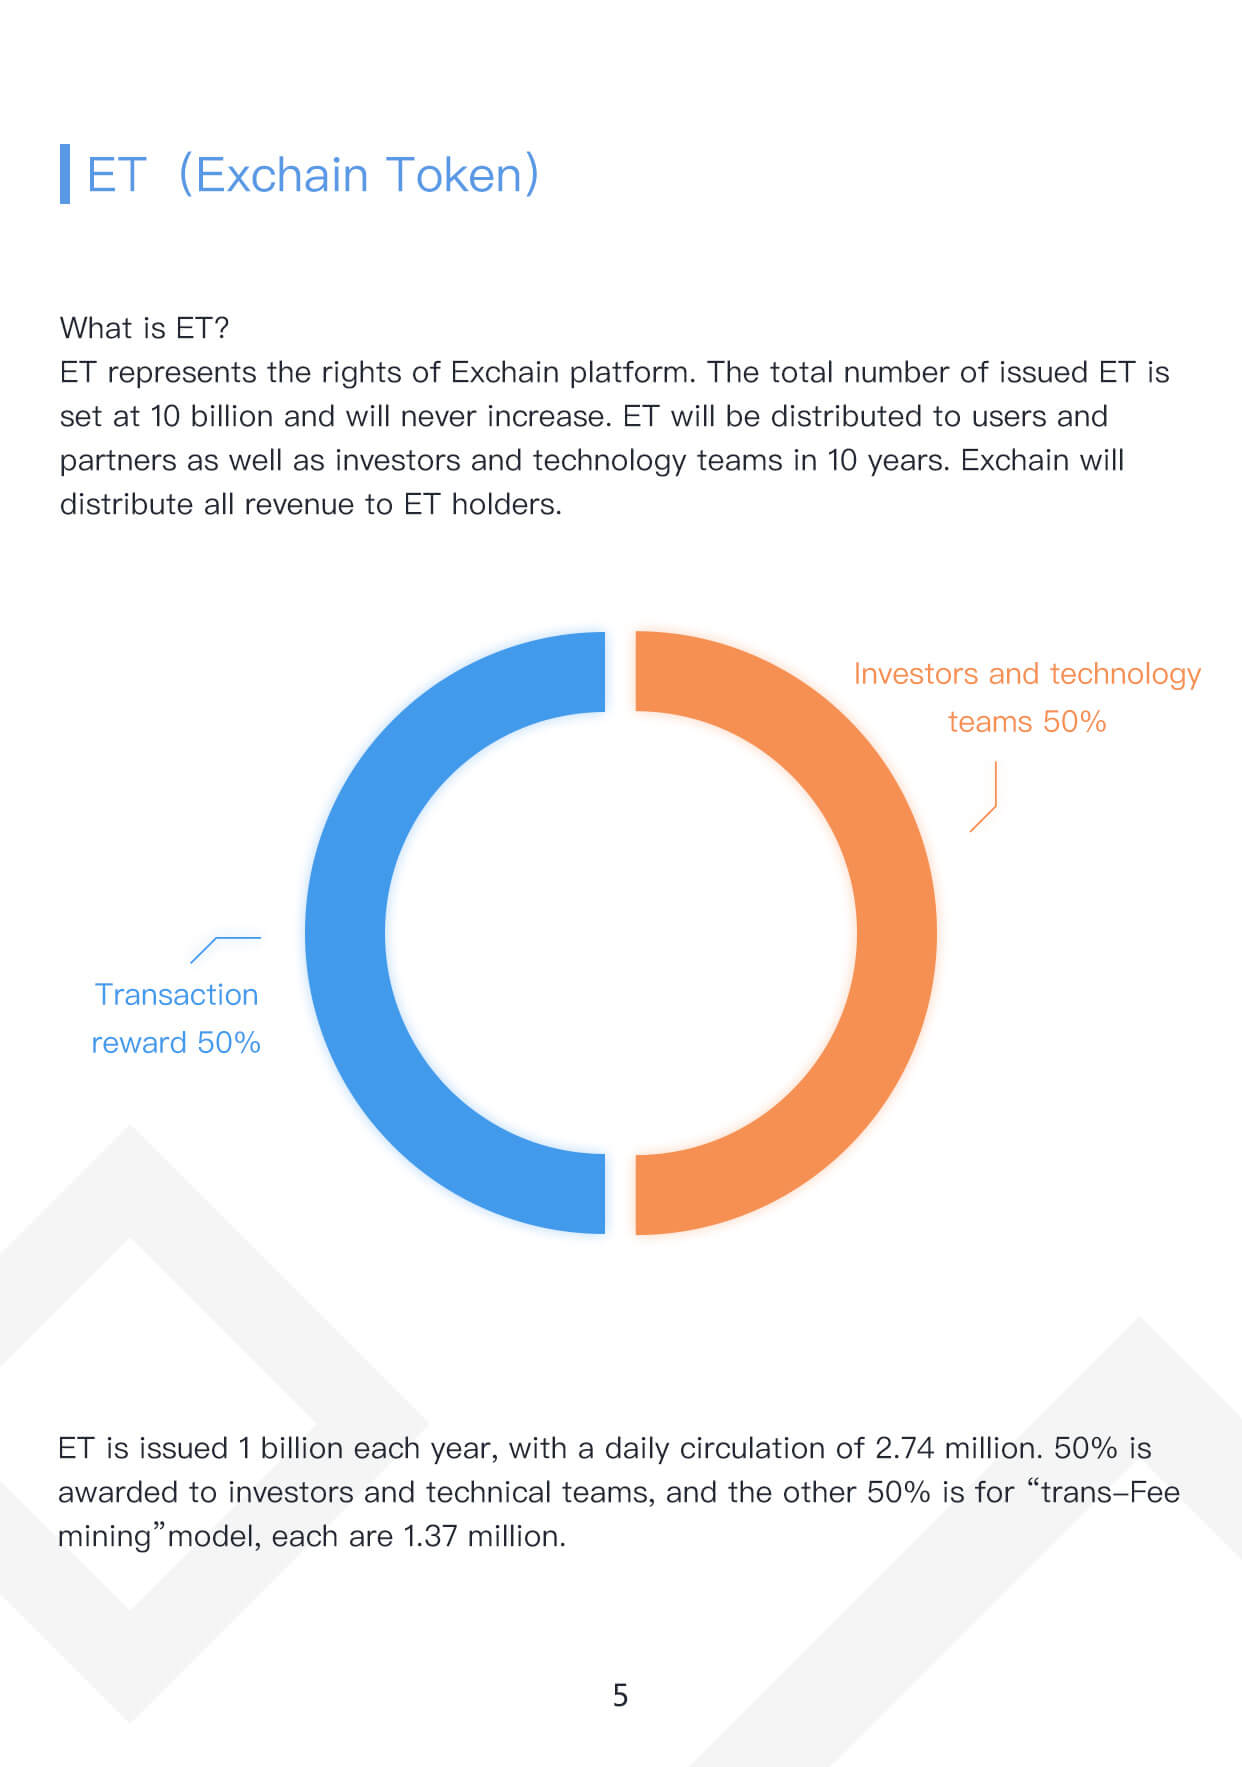 ET（Exchain Token）
What is ET?
ET represents the rights of Exchain platform. The total number of issued ET is
set at 10 billion and will never increase. ET will be distributed to users and
partners as well as investors and technology teams in 10 years. Exchain will
distribute all revenue to ET holders.
Investors and technology
teams 50%
Transaction
reward 50%
ET is issued 1 billion each year, with a daily circulation of 2.74 million. 50% is
awarded to investors and technical teams, and the other 50% is for “trans–Fee
mining”model, each are 1.37 million.
5